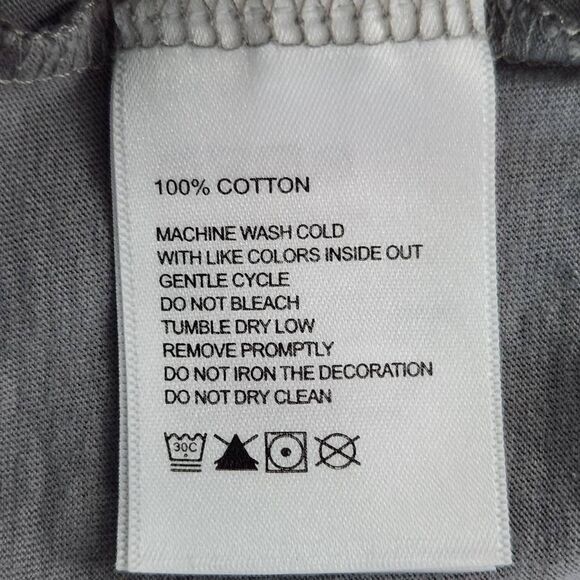 100% COTTON
MACHINE WASH COLD
WITH LIKE COLORS INSIDE OUT
GENTLE CYCLE
DO NOT BLEACH
TUMBLE DRY LOW
REMOVE PROMPTLY
DO NOT IRON THE DECORATION
DO NOT DRY CLEAN
30C